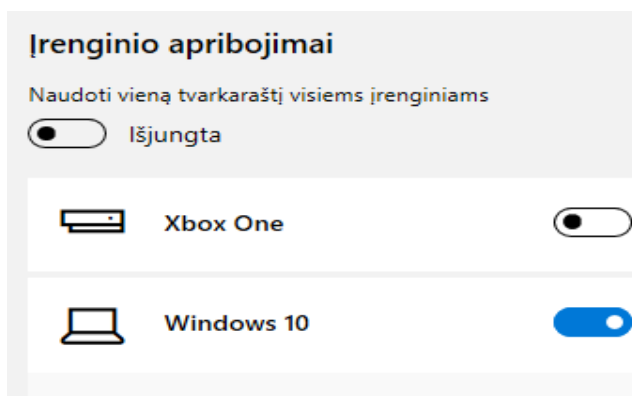 Įrenginio apribojimai
Naudoti vieną tvarkaraštį visiems įrenginiams
Išjungta
Xbox One
Windows 10